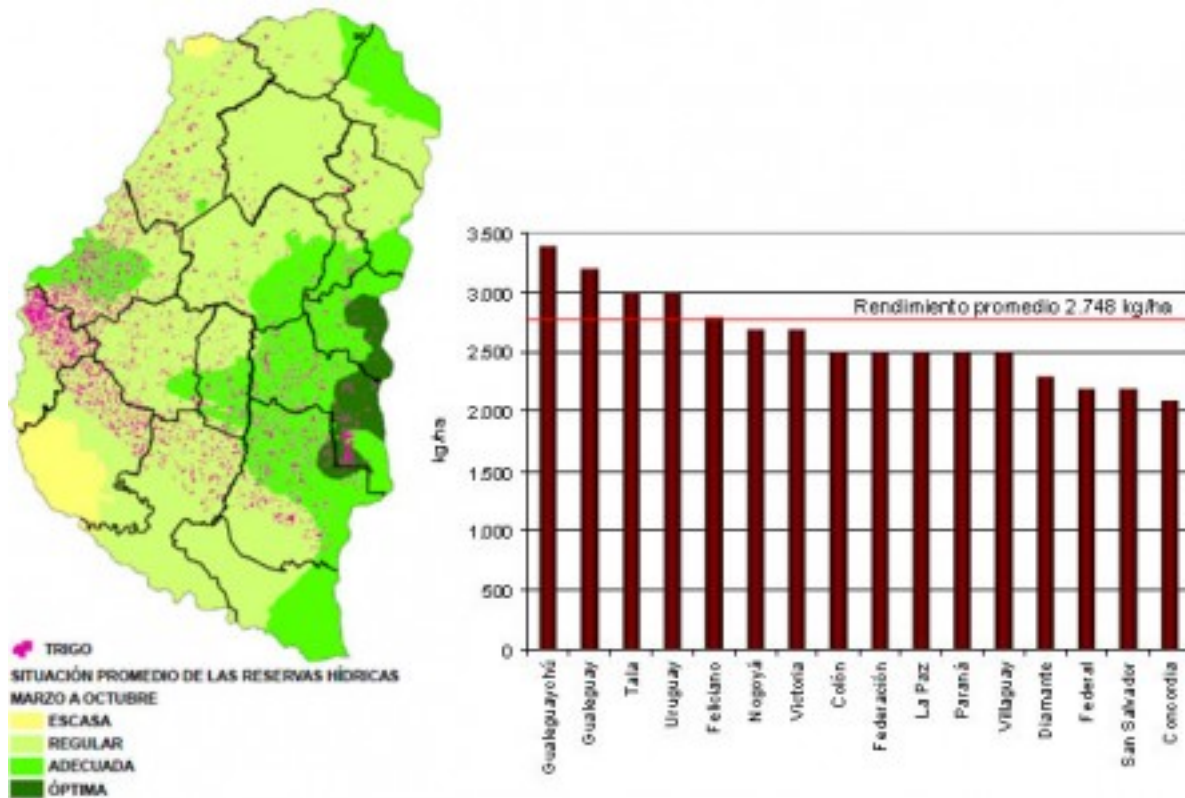 TRIGO
SITUACIÓN PROMEDIO DE LAS RESERVAS HÍDRICAS
MARZO A OCTUBRE
ESCASA
REGULAR
ADECUADA
ÓPTIMA
kg/ha
3.500
3.000
2.500
2.000
1.500
1.000
500
0
Rendimiento promedio 2.748 kg/ha
Gualeguaychú
Gualeguay
Tala
Uruguay
Feliciano
Nogoyá
Victoria
Colón
Federación
La Paz
Paraná
Villaguay
Diamante
Federal
San Salvador
Concordia